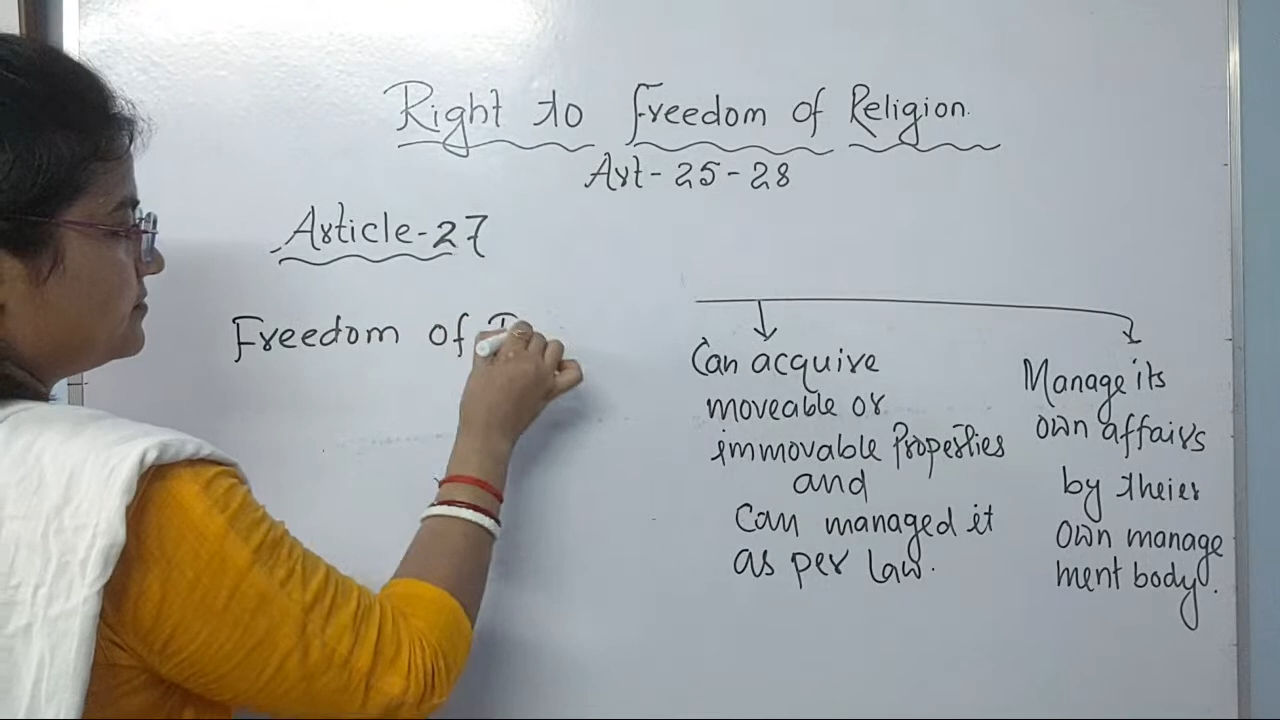 Right to Freedom of Religion.
Art-25-28
Article-27
Freedom of
Can acquire
moveable or
immovable Properties
and
Can managed it
as per law.
Manage its
own affairs
by theier
own manage
ment body.